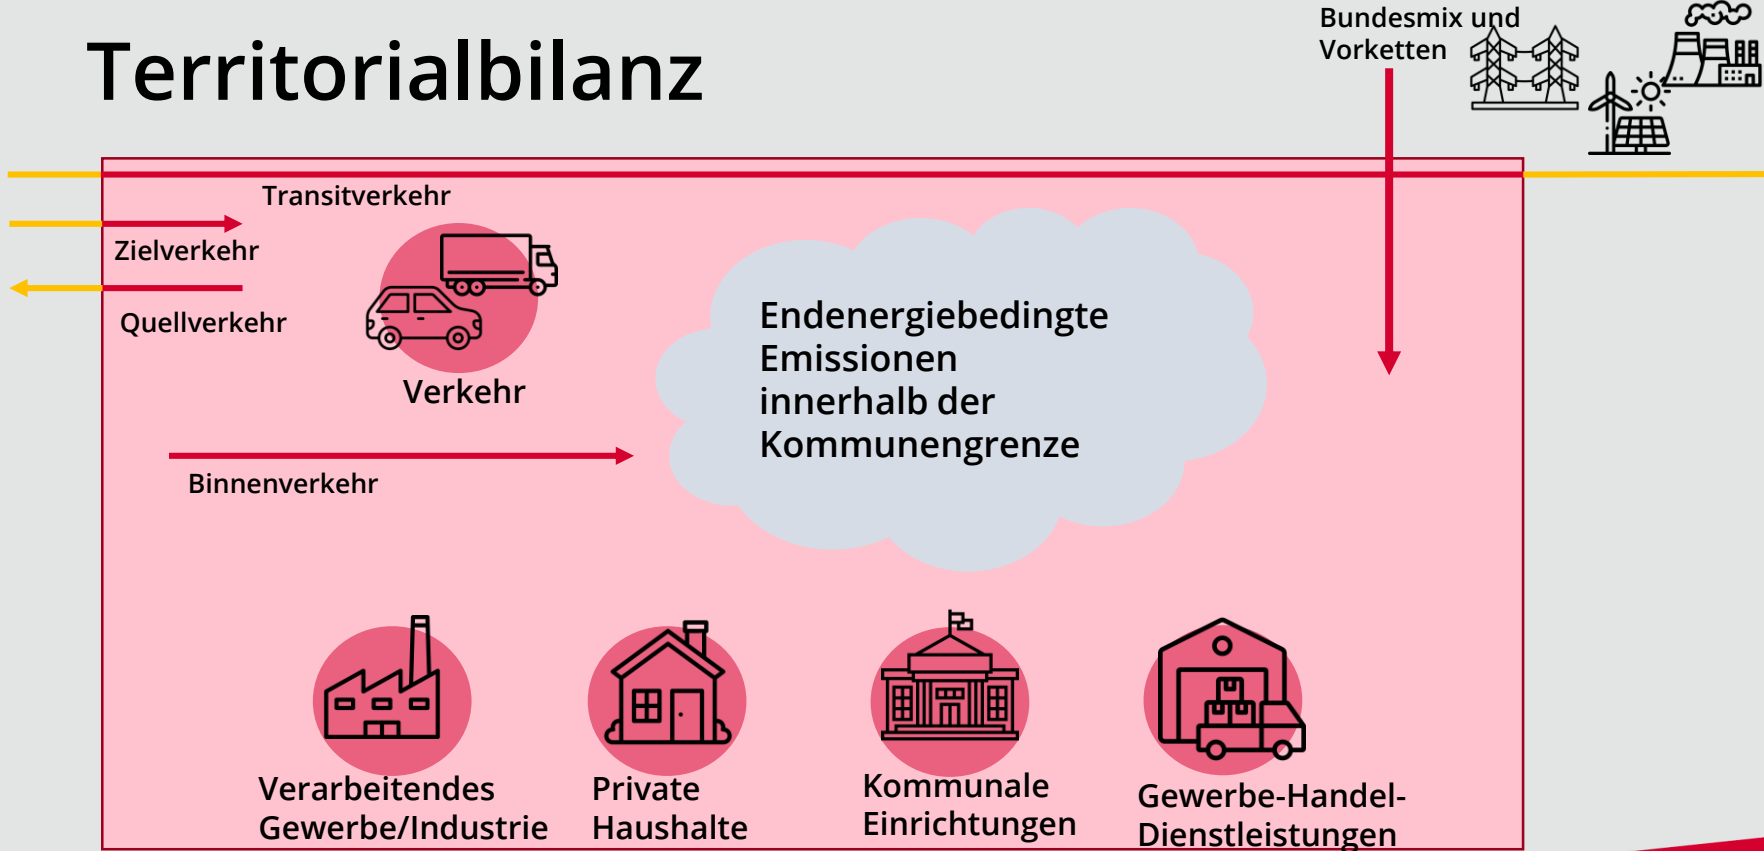 Territorialbilanz
Bundesmix und
Vorketten
Transitverkehr
Zielverkehr
Quellverkehr
Verkehr
Binnenverkehr
Endenergiebedingte
Emissionen
innerhalb der
Kommunengrenze
Verarbeitendes
Gewerbe/Industrie
Private
Haushalte
Kommunale
Einrichtungen
Gewerbe-Handel-
Dienstleistungen